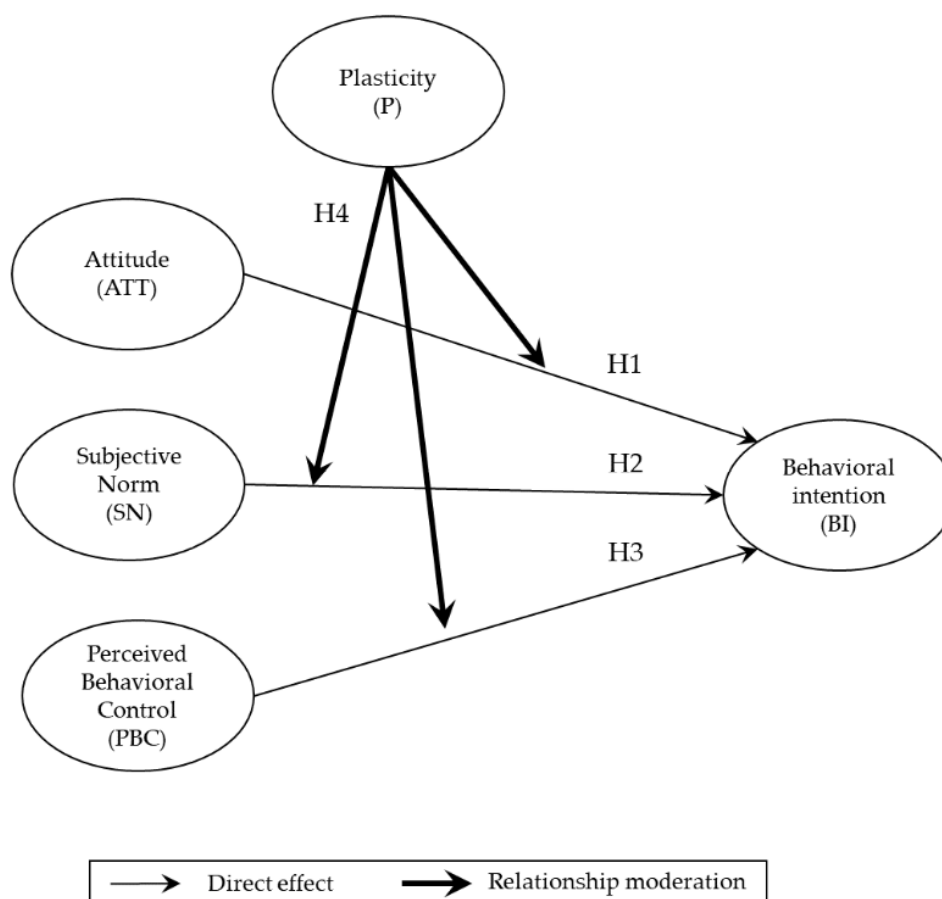 Plasticity
(P)
H4
Attitude
(ATT)
H1
Subjective
Norm
(SN)
H2
Behavioral
intention
(BI)
H3
Perceived
Behavioral
Control
(PBC)
Direct effect
Relationship moderation